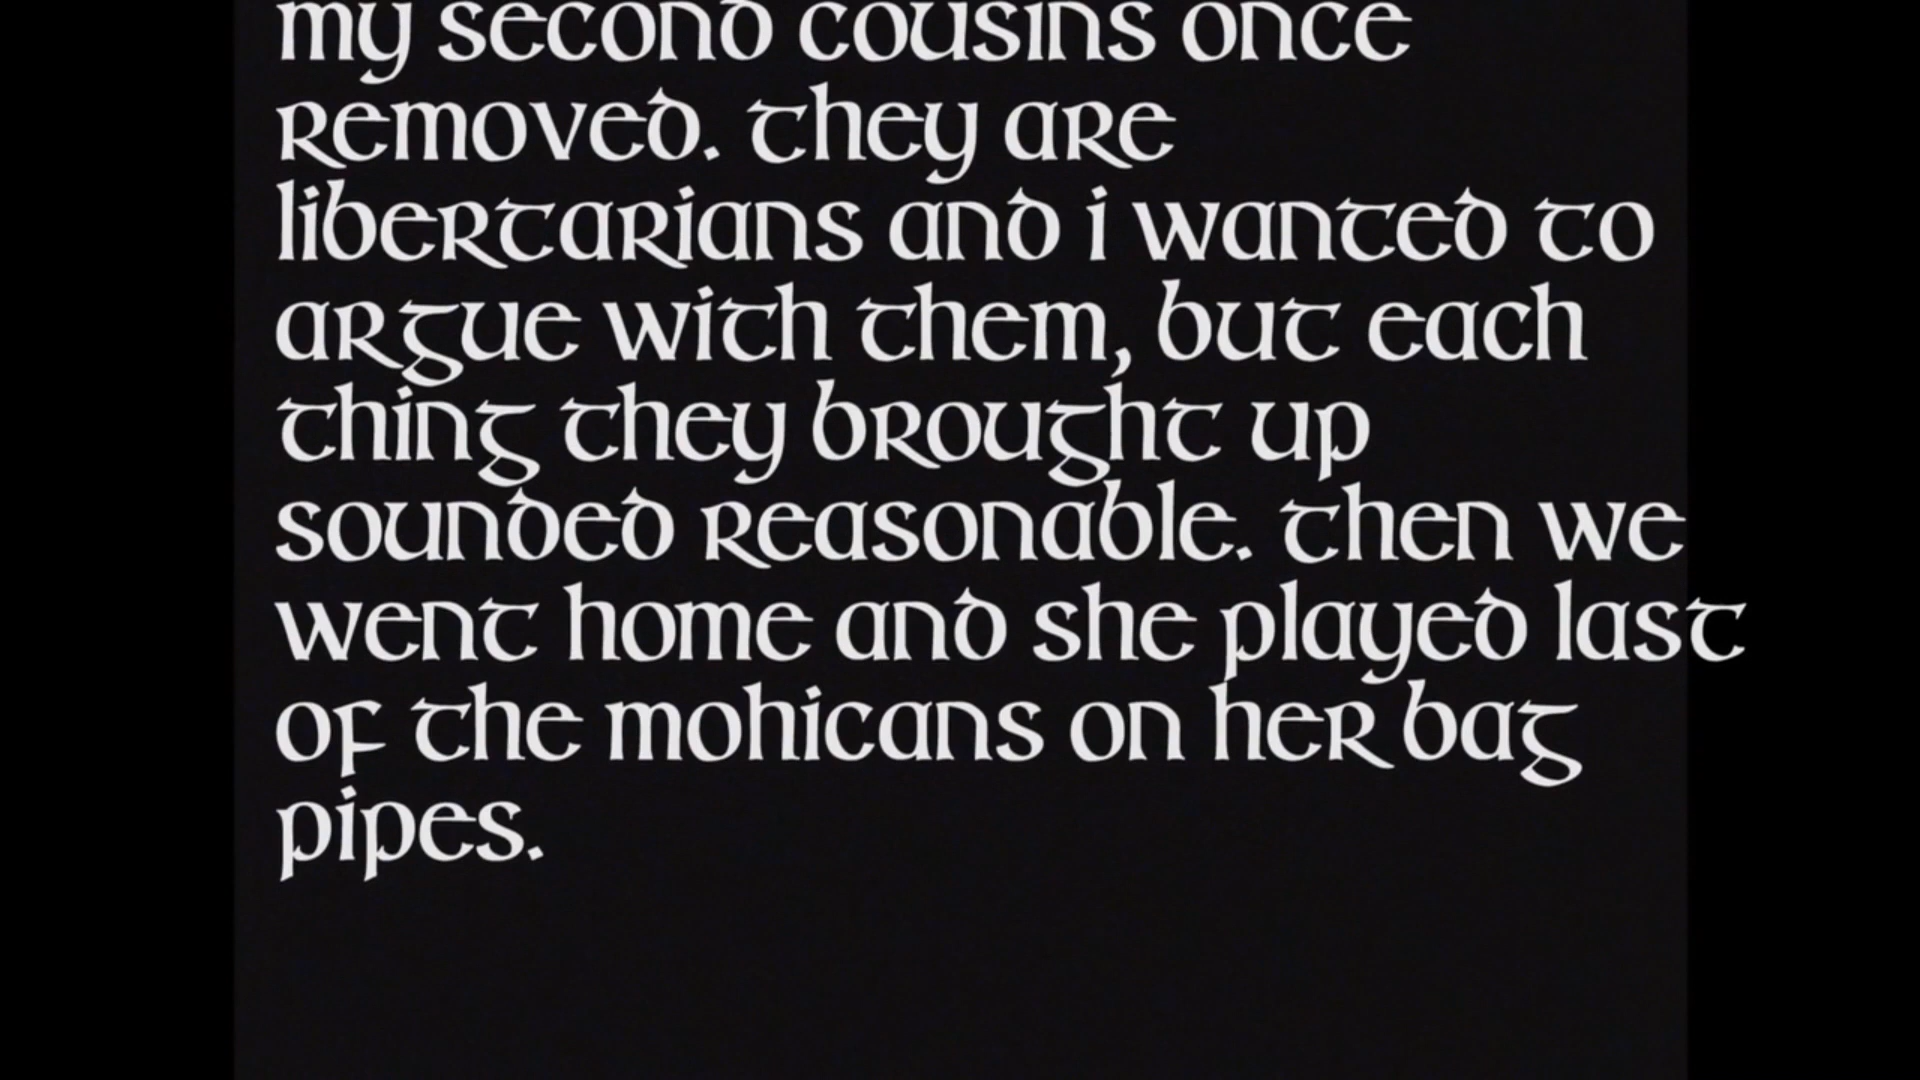 my second cousins once
removed. They are
libertarians and i wanted to
argue with them, but each
thing they brought up
sounded reasonable. Then we
went home and she played last
of the mohicans on her bag
pipes.